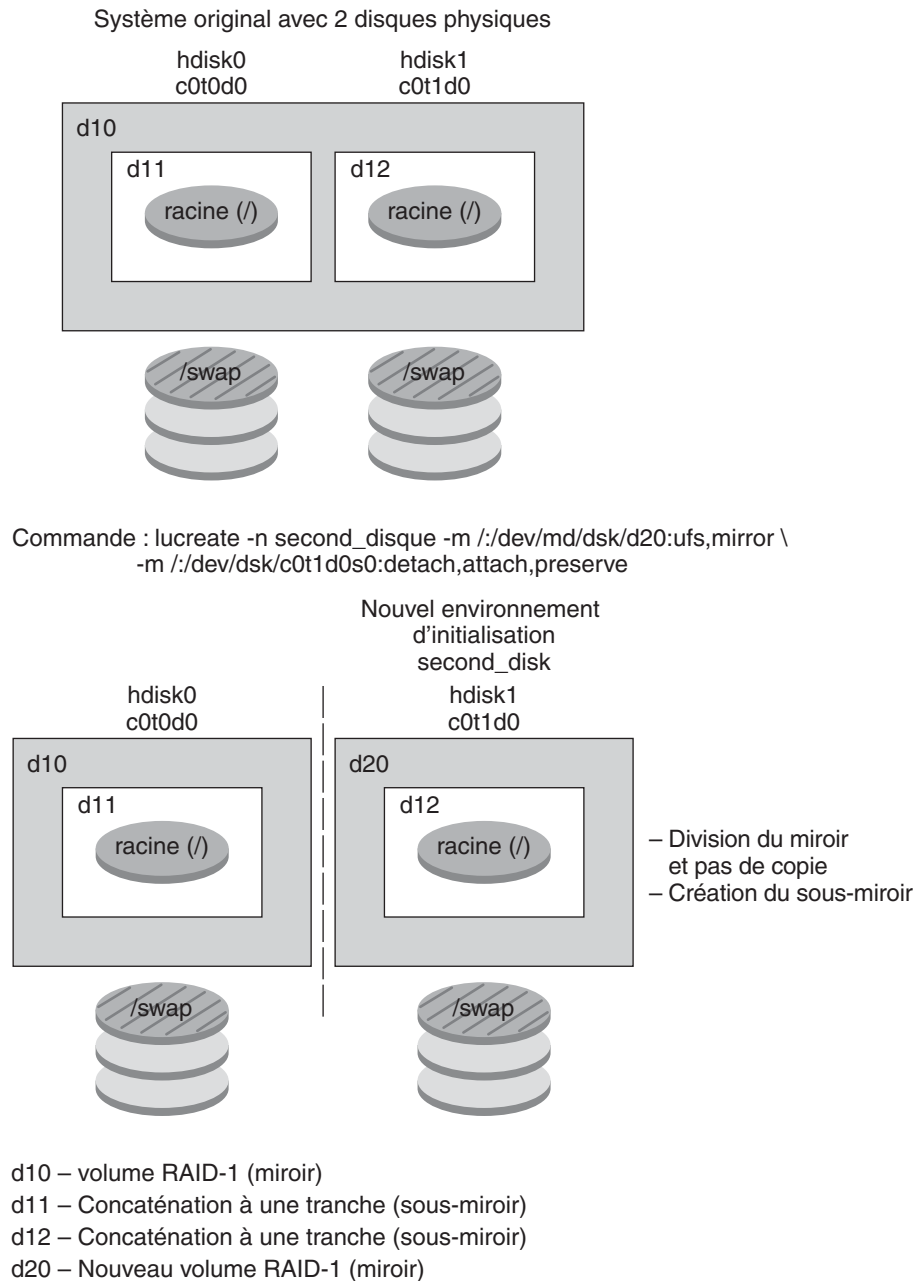 Système original avec 2 disques physiques
hdisk0
c0t0d0
hdisk1
c0t1d0
d10
d11
racine (/)
d12
racine (/)
/swap
/swap
Commande : lucreate -n second_disque -m /:/dev/md/dsk/d20:ufs,mirror \
-m /:/dev/dsk/c0t1d0s0:detach,attach,preserve
Nouvel environnement
d'initialisation
second_disk
hdisk0
c0t0d0
hdisk1
c0t1d0
d10
d11
racine (/)
d20
d12
racine (/)
– Division du miroir
et pas de copie
– Création du sous-miroir
/swap
/swap
d10 – volume RAID-1 (miroir)
d11 – Concaténation à une tranche (sous-miroir)
d12 – Concaténation à une tranche (sous-miroir)
d20 – Nouveau volume RAID-1 (miroir)